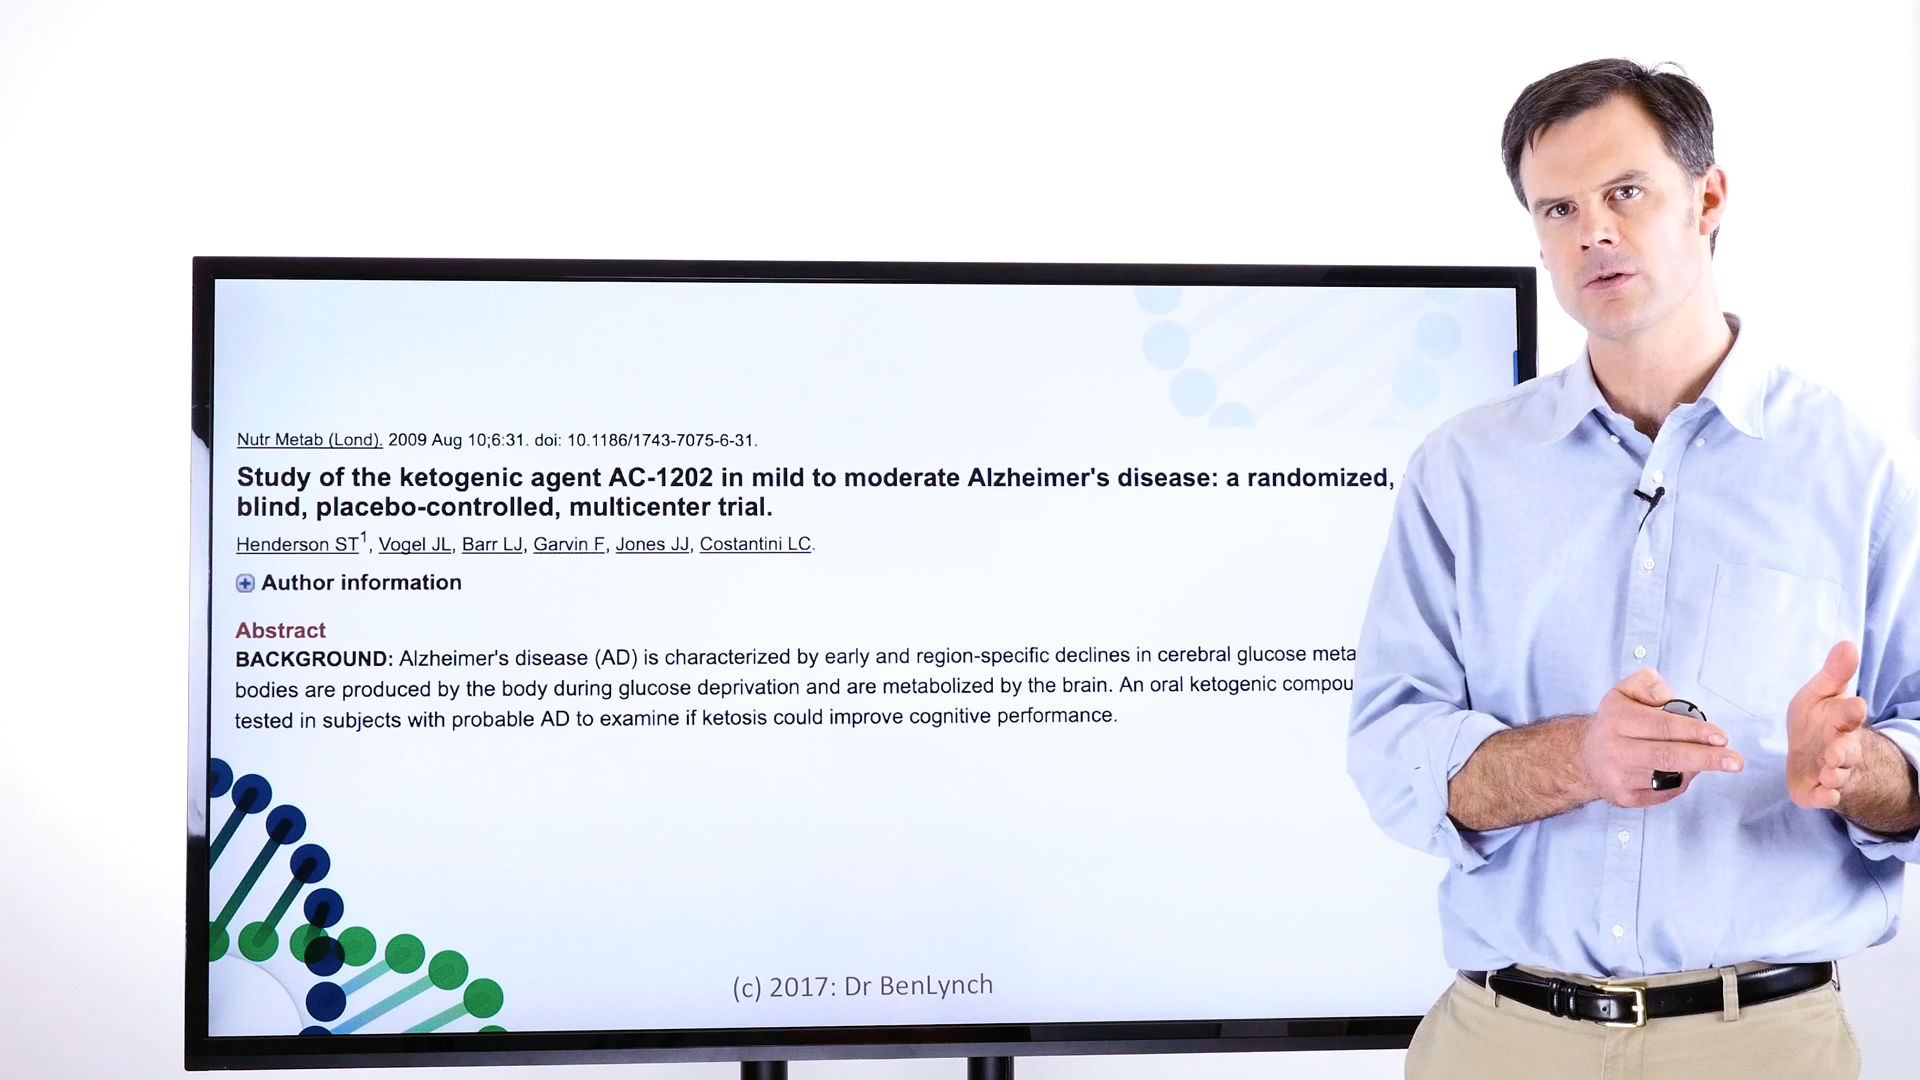 Nutr Metab (Lond). 2009 Aug 10;6:31. doi: 10.1186/1743-7075-6-31.
Study of the ketogenic agent AC-1202 in mild to moderate Alzheimer's disease: a randomized,
blind, placebo-controlled, multicenter trial.
Henderson ST1, Vogel JL, Barr LJ, Garvin F, Jones JJ, Costantini LC.
Author information
Abstract
BACKGROUND: Alzheimer's disease (AD) is characterized by early and region-specific declines in cerebral glucose meta
bodies are produced by the body during glucose deprivation and are metabolized by the brain. An oral ketogenic compou
tested in subjects with probable AD to examine if ketosis could improve cognitive performance.
(c) 2017: Dr BenLynch